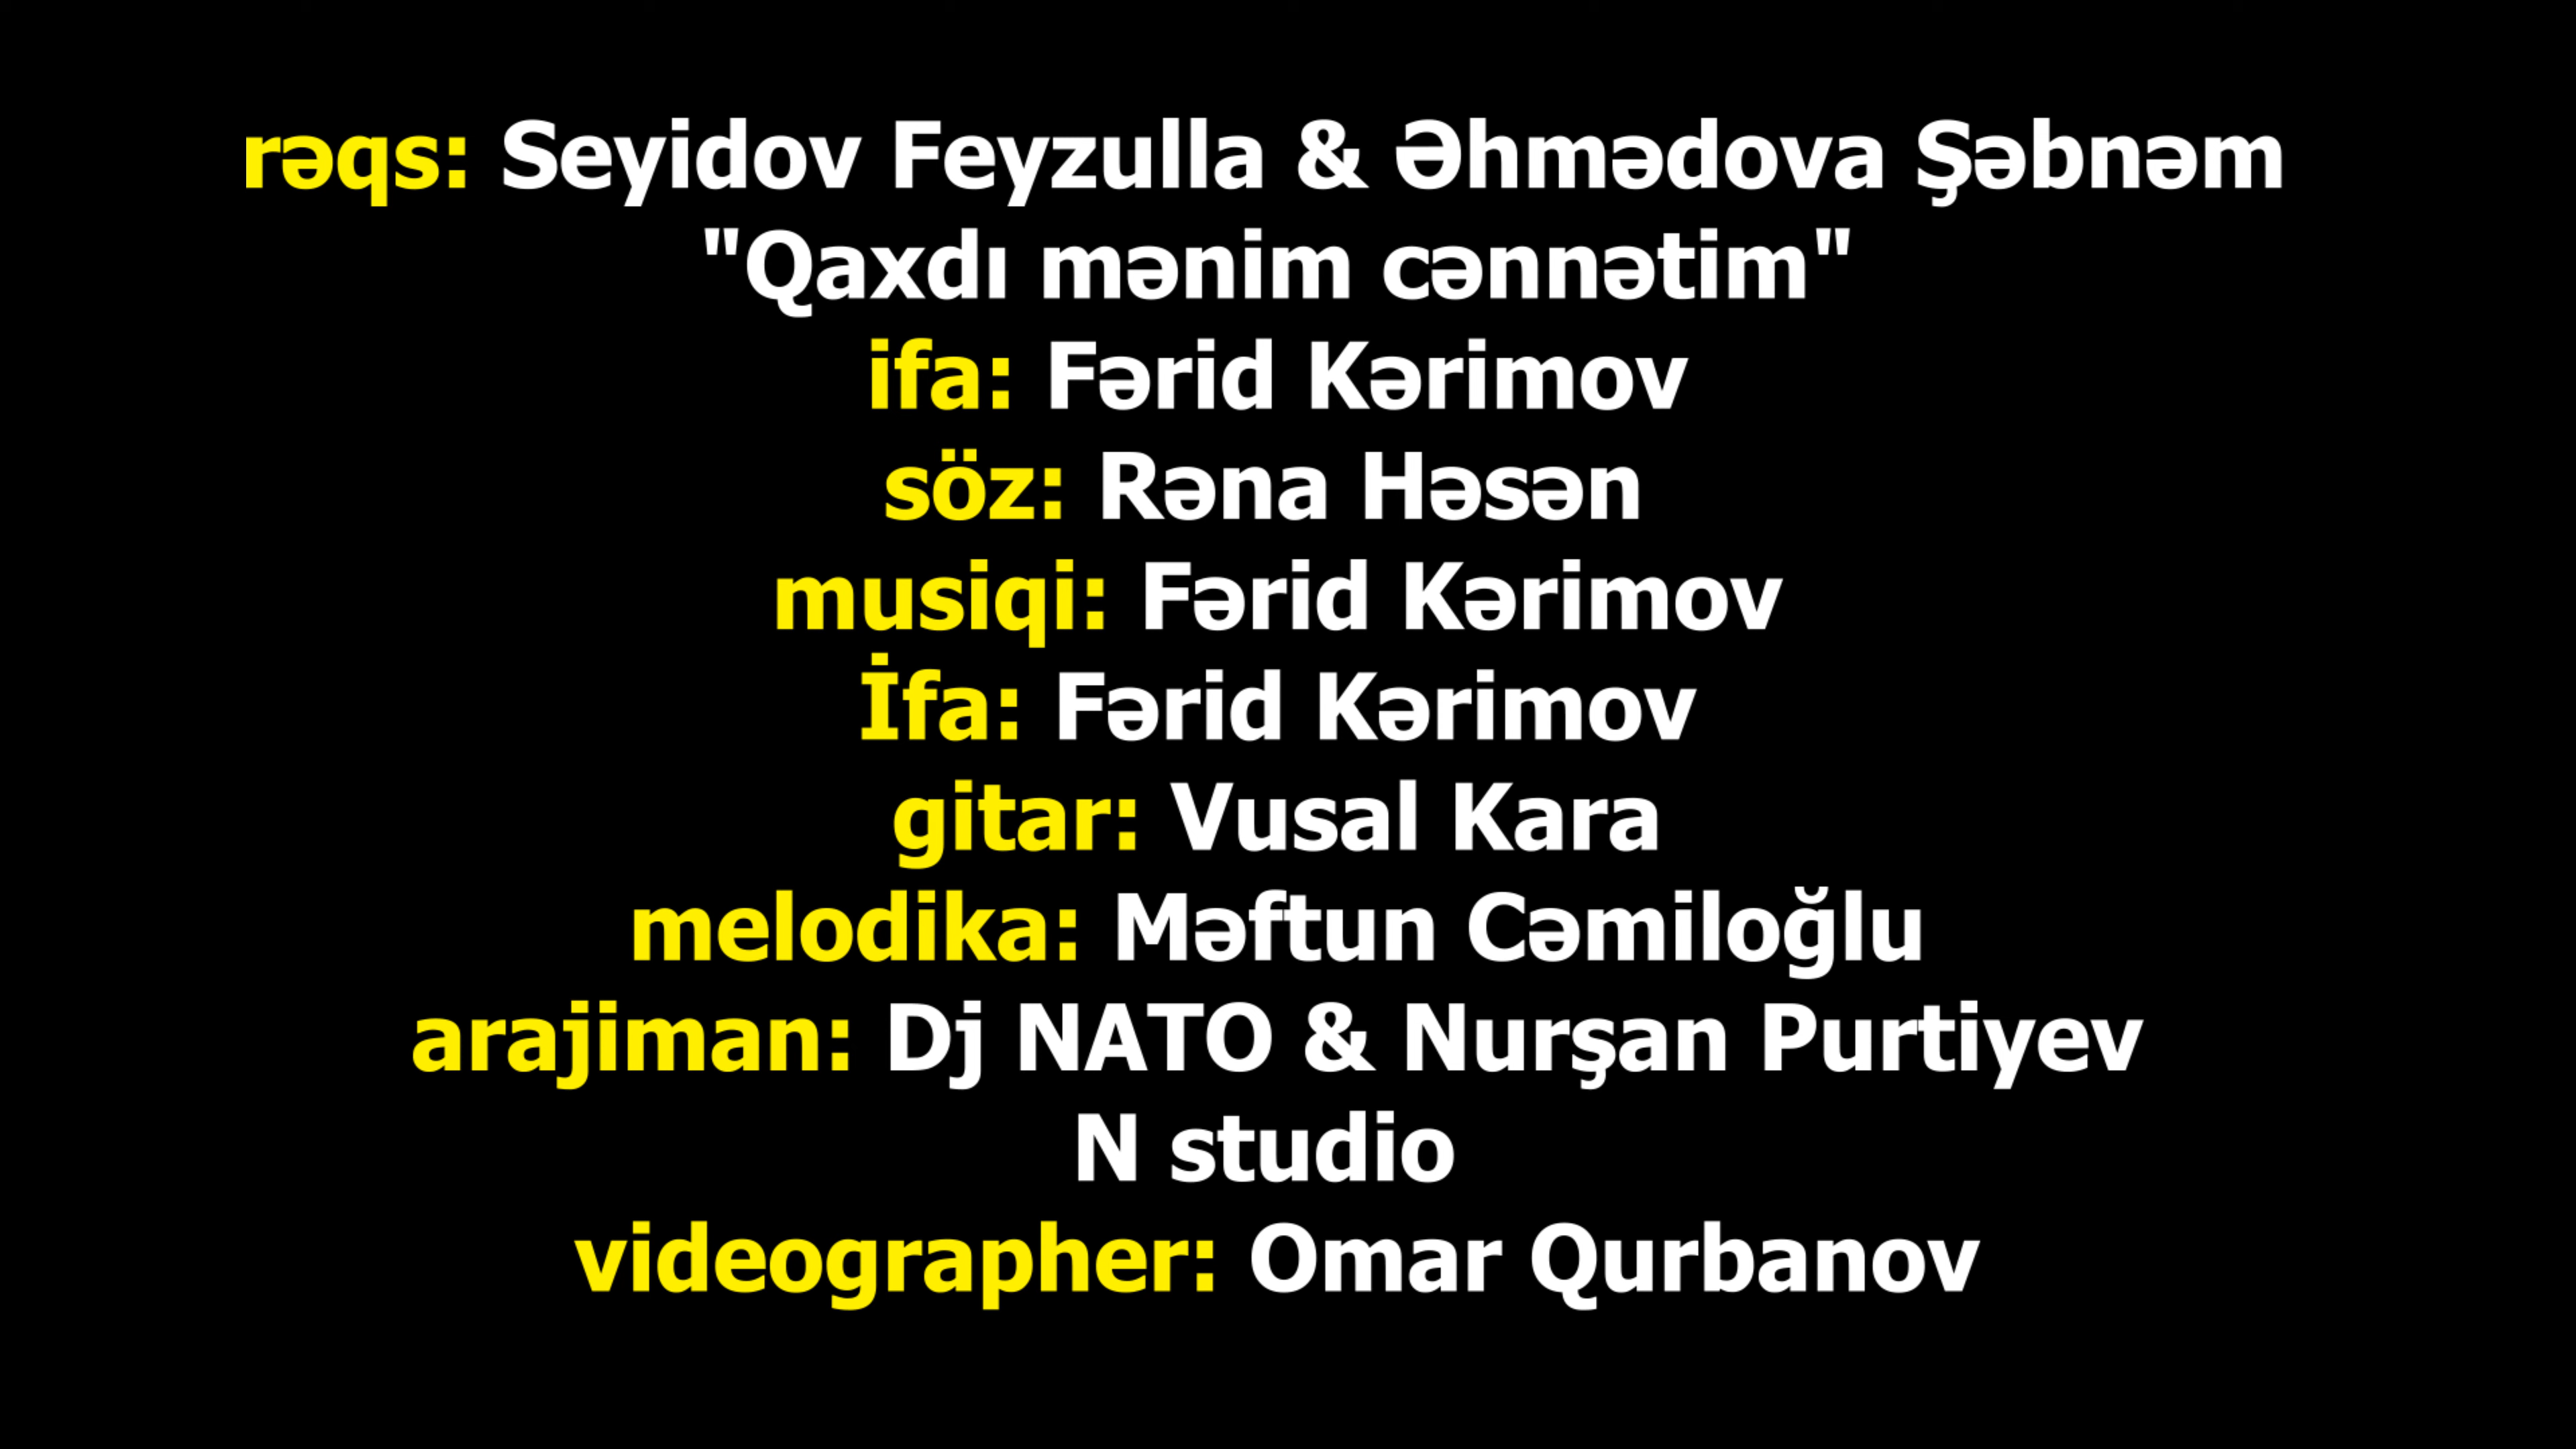 rəqs: Seyidov Feyzulla & Əhmədova Şəbnəm
"Qaxdı mənim cənnətim"
ifa: Fərid Kərimov
söz: Rəna Həsən
musiqi: Fərid Kərimov
İfa: Fərid Kərimov
gitar: Vusal Kara
melodika: Məftun Cəmiloğlu
arajiman: Dj NATO & Nurşan Purtiyev
N studio
videographer: Omar Qurbanov